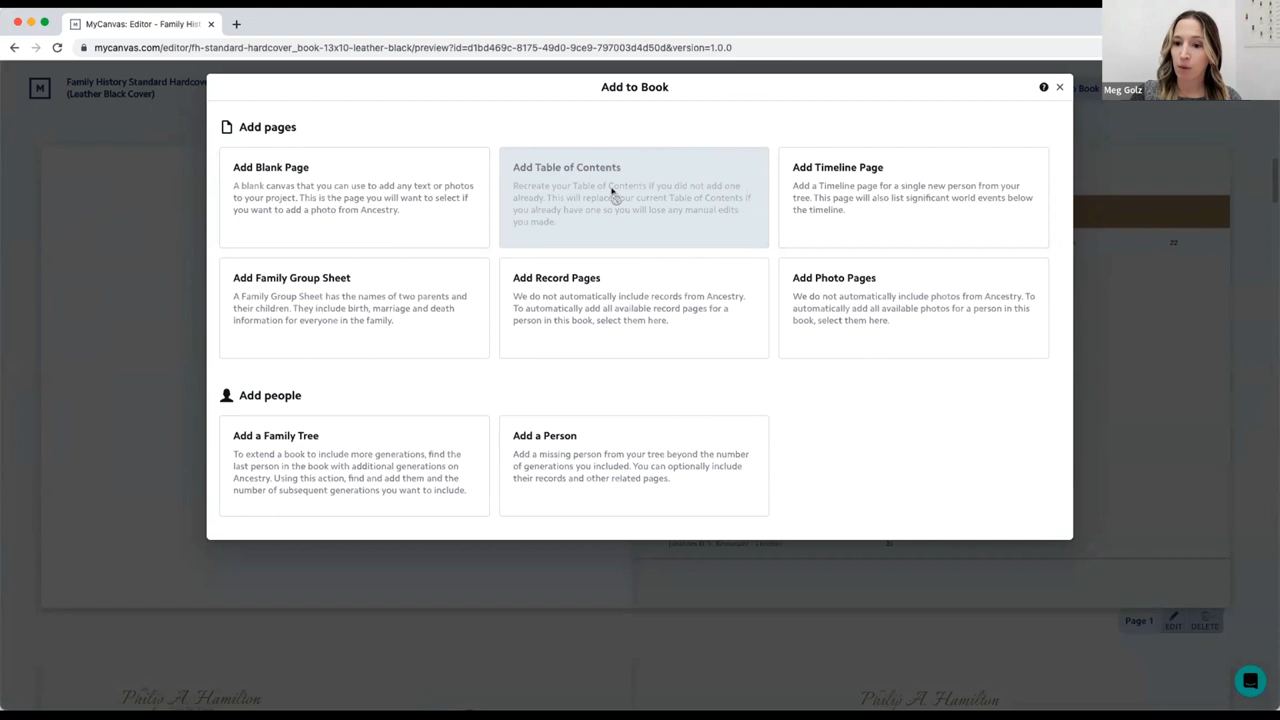 MyCanvas: Editor - Family Hist
mycanvas.com/editor/fh-standard-hardcover_book-13x10-leather-black/preview?id=d1bd469c-8175-49d0-9ce9-797003d4d50d&version=1.0.0
Meg Golz
M
Family History Standard Hardcove
(Leather Black Cover)
to Book
Add to Book
Add pages
Add Blank Page
A blank canvas that you can use to add any text or photos
to your project. This is the page you will want to select if
you want to add a photo from Ancestry.
Add Table of Contents
Recreate your Table of Contents if you did not add one
already. This will replace your current Table of Contents if
you already have one so you will lose any manual edits
you made.
Add Timeline Page
Add a Timeline page for a single new person from your
tree. This page will also list significant world events below
the timeline.
22
Add Family Group Sheet
A Family Group Sheet has the names of two parents and
their children. They include birth, marriage and death
information for everyone in the family.
Add Record Pages
We do not automatically include records from Ancestry.
To automatically add all available record pages for a
person in this book, select them here.
Add Photo Pages
We do not automatically include photos from Ancestry. To
automatically add all available photos for a person in this
book, select them here.
Add people
Add a Family Tree
To extend a book to include more generations, find the
last person in the book with additional generations on
Ancestry. Using this action, find and add them and the
number of subsequent generations you want to include.
Add a Person
Add a missing person from your tree beyond the number
of generations you included. You can optionally include
their records and other related pages.
Page 1
EDIT
DELETE
Philip A. Hamilton
Philip A. Hamilton